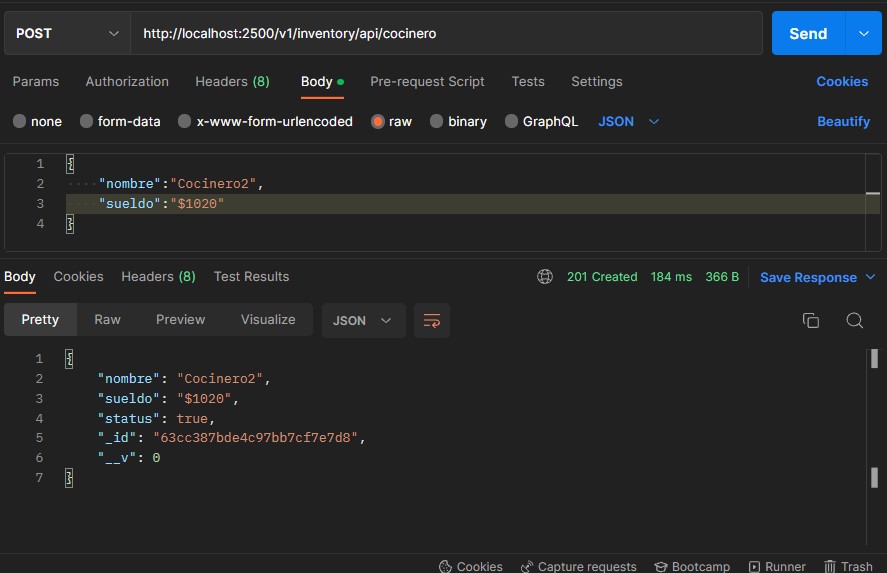 POST http://localhost:2500/v1/inventory/api/cocinero Send
Params Authorization Headers (8) Body Pre-request Script Tests Settings Cookies
none form-data x-www-form-urlencoded raw binary GraphQL JSON Beautify
1 {
2 ····"nombre":"Cocinero2",
3 ····"sueldo":"$1020"
4 }
Body Cookies Headers (8) Test Results 201 Created 184 ms 366 B Save Response
Pretty Raw Preview Visualize JSON
1 {
2 "nombre": "Cocinero2",
3 "sueldo": "$1020",
4 "status": true,
5 "_id": "63cc387bde4c97bb7cf7e7d8",
6 "__v": 0
7 }
Cookies Capture requests Bootcamp Runner Trash